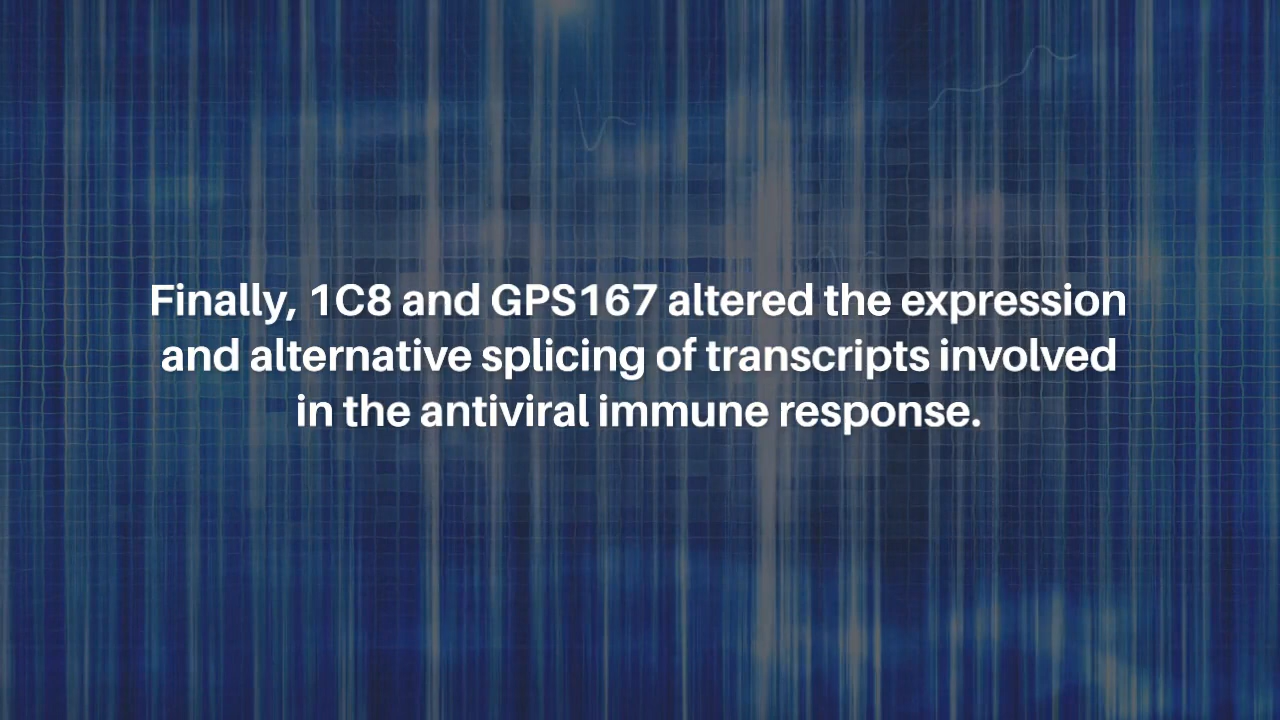 Finally, 1C8 and GPS167 altered the expression
and alternative splicing of transcripts involved
in the antiviral immune response.